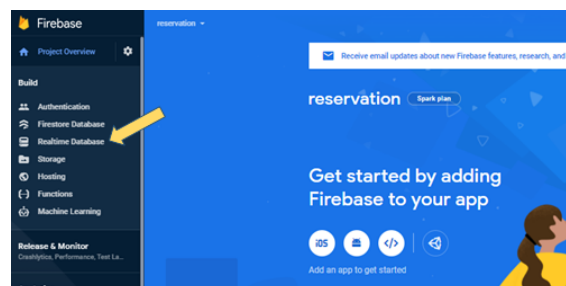 Firebase
reservation
Project Overview
Receive email updates about new Firebase features, research, and
Build
reservation Spark plan
Authentication
Firestore Database
Realtime Database
Storage
Hosting
Functions
Machine Learning
Get started by adding
Firebase to your app
iOS
Release & Monitor
Crashlytics, Performance, Test La...
Add an app to get started